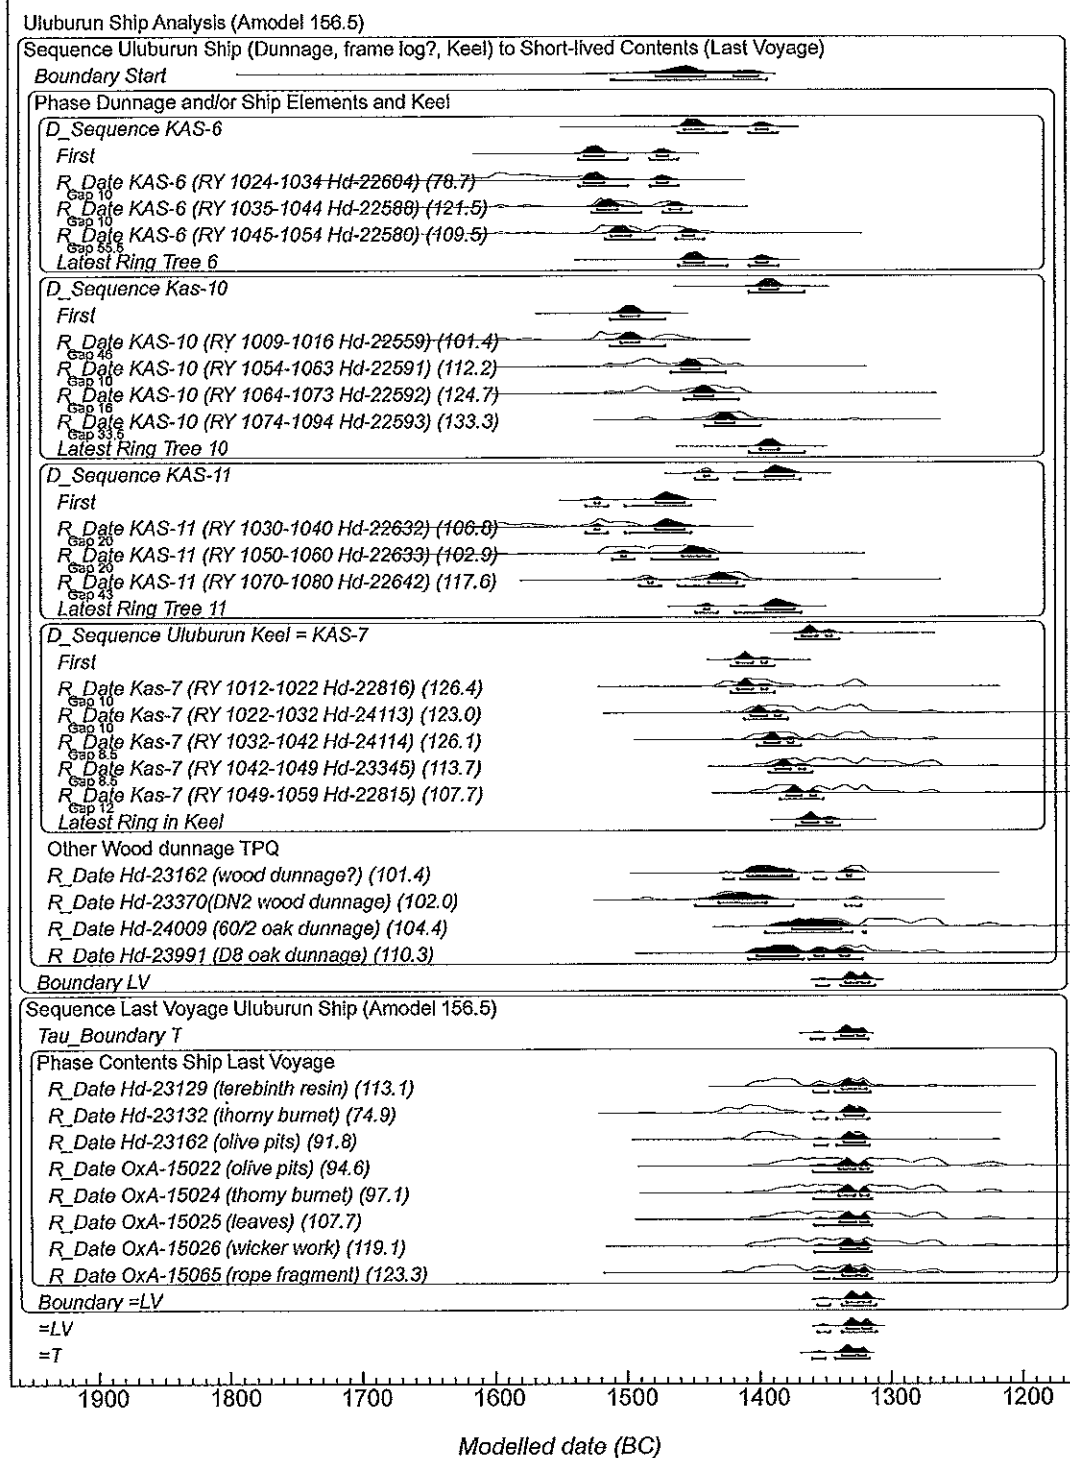 Uluburun Ship Analysis (Amodel 156.5)
Sequence Uluburun Ship (Dunnage, frame log?, Keel) to Short-lived Contents (Last Voyage)
Boundary Start
Phase Dunnage and/or Ship Elements and Keel
D_Sequence KAS-6
First
R_Date KAS-6 (RY 1024-1034 Hd-22604) (78.7)
Gap 10
R_Date KAS-6 (RY 1035-1044 Hd-22588) (121.5)
Gap 10
R_Date KAS-6 (RY 1045-1054 Hd-22580) (109.5)
Gap 55.5
Latest Ring Tree 6
D_Sequence Kas-10
First
R_Date KAS-10 (RY 1009-1016 Hd-22559) (101.4)
Gap 46
R_Date KAS-10 (RY 1054-1063 Hd-22591) (112.2)
Gap 10
R_Date KAS-10 (RY 1064-1073 Hd-22592) (124.7)
Gap 16
R_Date KAS-10 (RY 1074-1094 Hd-22593) (133.3)
Gap 33.5
Latest Ring Tree 10
D_Sequence KAS-11
First
R_Date KAS-11 (RY 1030-1040 Hd-22632) (106.8)
Gap 20
R_Date KAS-11 (RY 1050-1060 Hd-22633) (102.9)
Gap 20
R_Date KAS-11 (RY 1070-1080 Hd-22642) (117.6)
Gap 43
Latest Ring Tree 11
D_Sequence Uluburun Keel = KAS-7
First
R_Date Kas-7 (RY 1012-1022 Hd-22816) (126.4)
Gap 10
R_Date Kas-7 (RY 1022-1032 Hd-24113) (123.0)
Gap 10
R_Date Kas-7 (RY 1032-1042 Hd-24114) (126.1)
Gap 8.5
R_Date Kas-7 (RY 1042-1049 Hd-23345) (113.7)
Gap 8.5
R_Date Kas-7 (RY 1049-1059 Hd-22815) (107.7)
Gap 12
Latest Ring in Keel
Other Wood dunnage TPQ
R_Date Hd-23162 (wood dunnage?) (101.4)
R_Date Hd-23370(DN2 wood dunnage) (102.0)
R_Date Hd-24009 (60/2 oak dunnage) (104.4)
R_Date Hd-23991 (D8 oak dunnage) (110.3)
Boundary LV
Sequence Last Voyage Uluburun Ship (Amodel 156.5)
Tau_Boundary T
Phase Contents Ship Last Voyage
R_Date Hd-23129 (terebinth resin) (113.1)
R_Date Hd-23132 (thorny burnet) (74.9)
R_Date Hd-23162 (olive pits) (91.8)
R_Date OxA-15022 (olive pits) (94.6)
R_Date OxA-15024 (thorny burnet) (97.1)
R_Date OxA-15025 (leaves) (107.7)
R_Date OxA-15026 (wicker work) (119.1)
R_Date OxA-15065 (rope fragment) (123.3)
Boundary =LV
=LV
=T
1900 1800 1700 1600 1500 1400 1300 1200
Modelled date (BC)